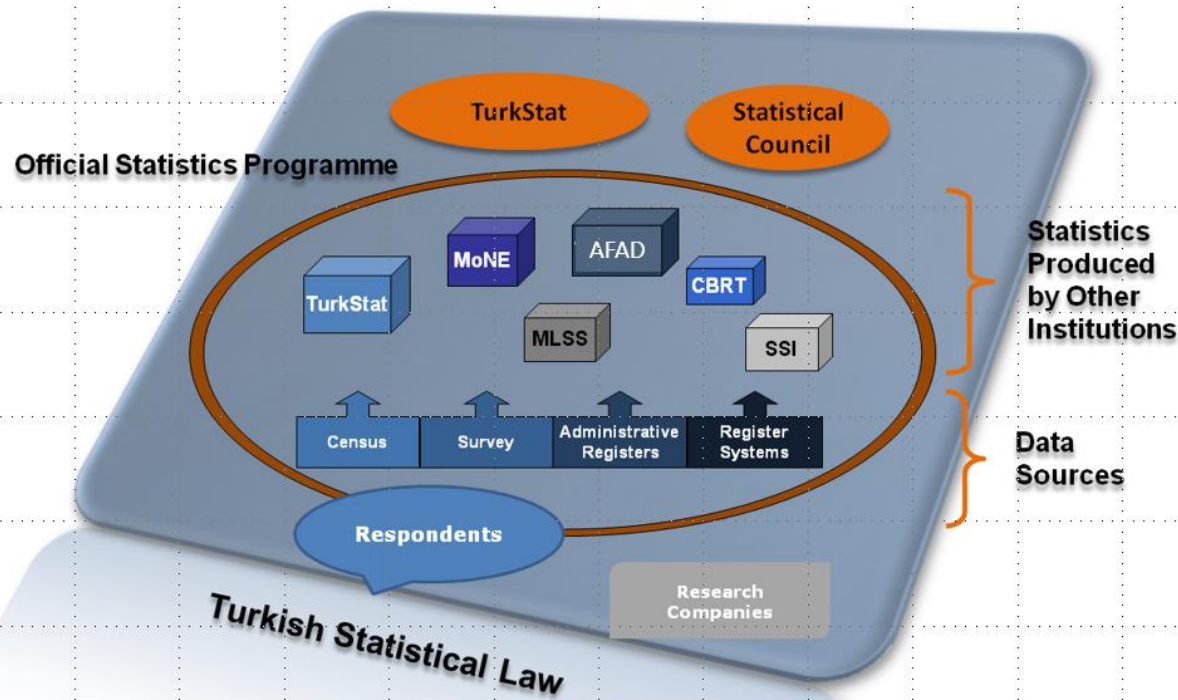 TurkStat
Statistical
Council
Official Statistics Programme
MoNE
AFAD
CBRT
TurkStat
MLSS
SSI
Statistics
Produced
by Other
Institutions
Census
Survey
Administrative
Registers
Register
Systems
Data
Sources
Respondents
Research
Companies
Turkish Statistical Law